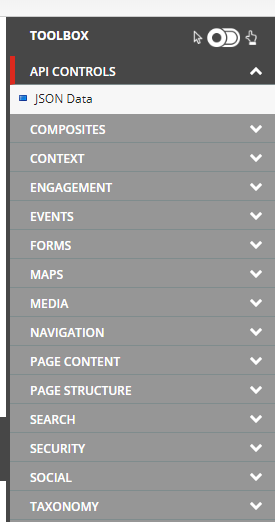 TOOLBOX
API CONTROLS
JSON Data
COMPOSITES
CONTEXT
ENGAGEMENT
EVENTS
FORMS
MAPS
MEDIA
NAVIGATION
PAGE CONTENT
PAGE STRUCTURE
SEARCH
SECURITY
SOCIAL
TAXONOMY